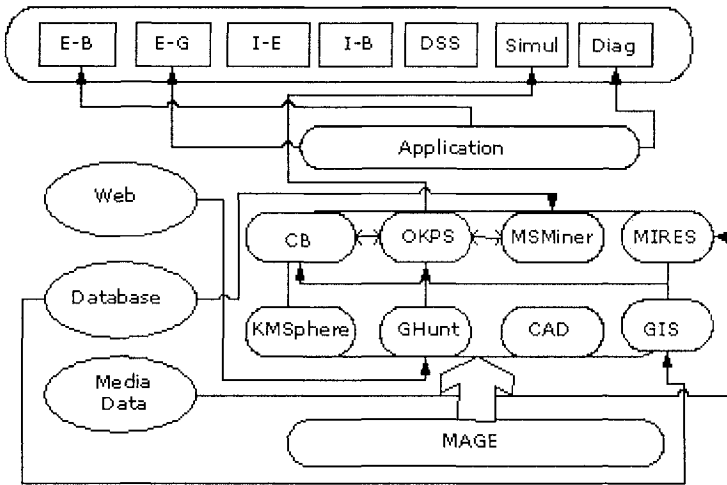 E-B E-G I-E I-B DSS Simul Diag
Application
Web
CB OKPS MSMiner MIRES
Database
KMSphere GHunt CAD GIS
Media
Data
MAGE